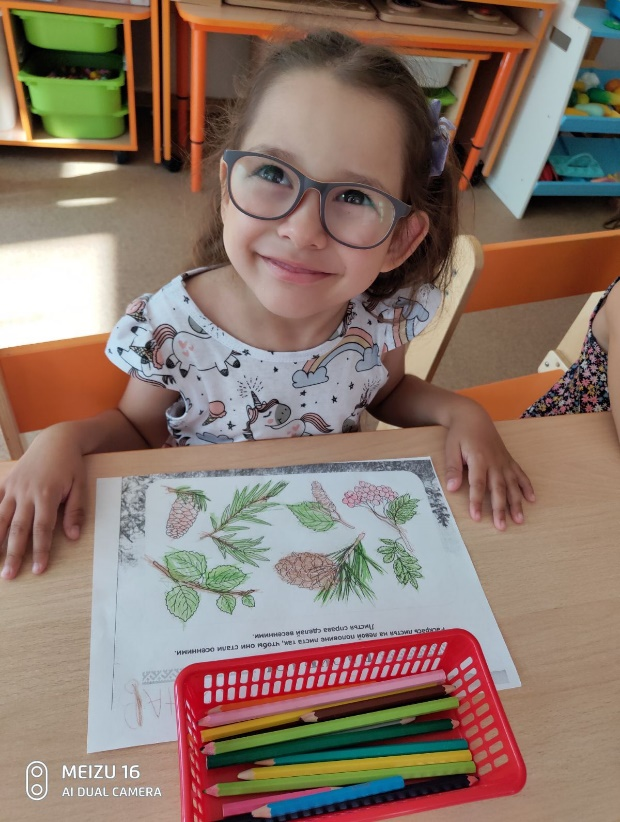 Раскрась листья на левой половине листа так, чтобы они стали осенними.
Листья справа сделай весенними.
MEIZU 16
AI DUAL CAMERA